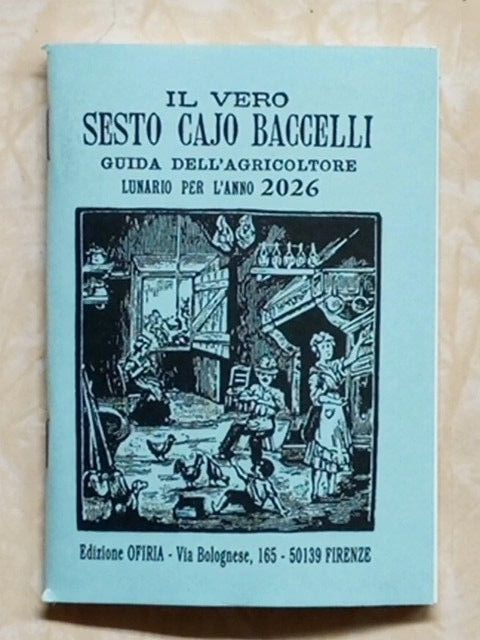 IL VERO
SESTO CAJO BACCELLI
GUIDA DELL'AGRICOLTORE
LUNARIO PER L'ANNO 2026
Edizione OFIRIA - Via Bolognese, 165 - 50139 FIRENZE